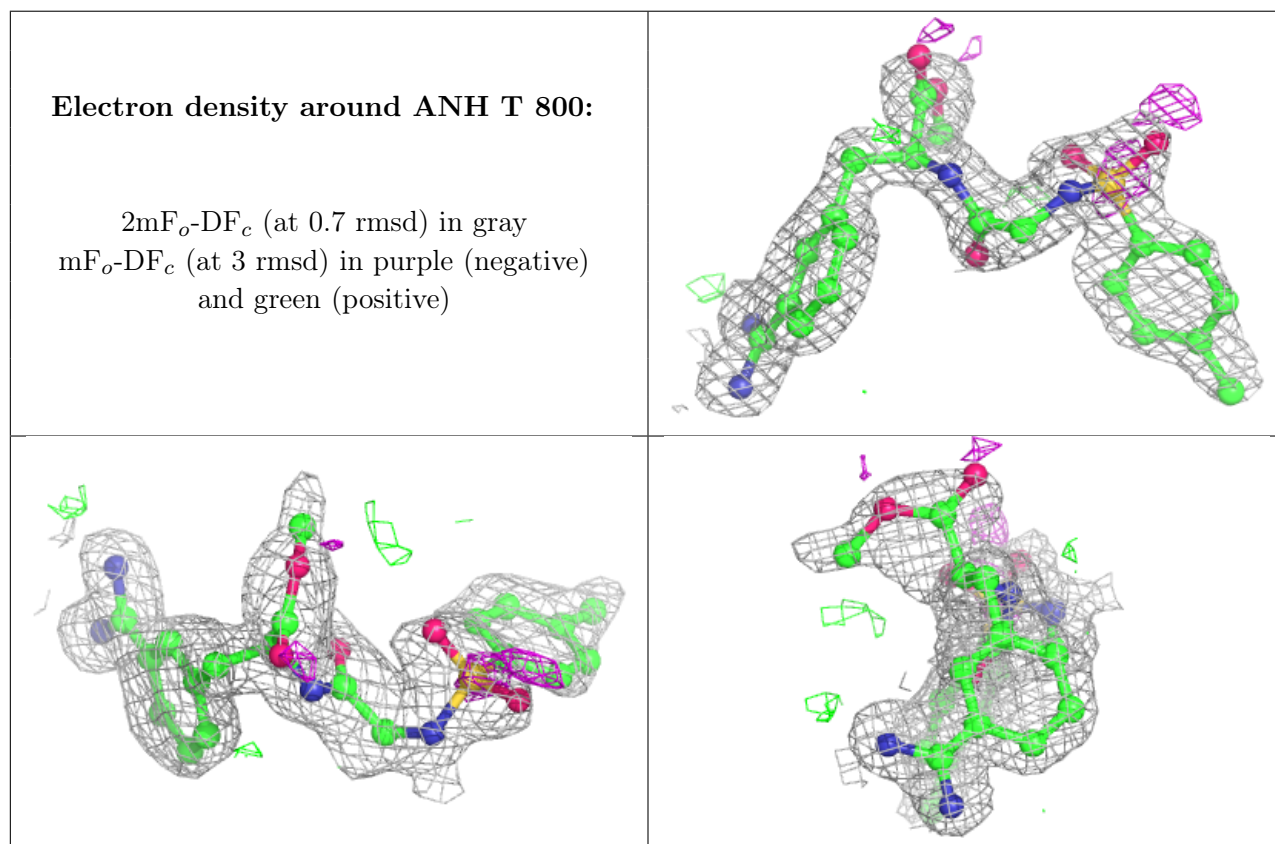 Electron density around ANH T 800:
2mFo-DFc (at 0.7 rmsd) in gray
mFo-DFc (at 3 rmsd) in purple (negative)
and green (positive)